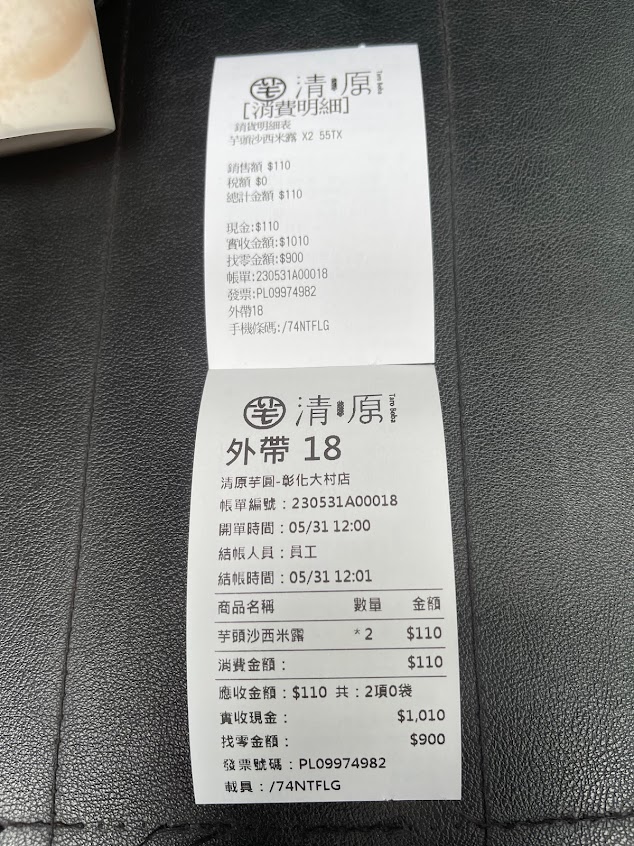 芋 清原 Taro Baba
[消費明細]
銷貨明細表
芋頭沙西米露 X2 55TX
銷售額 $110
稅額 $0
總計金額 $110
現金:$110
實收金額:$1010
找零金額:$900
帳單:230531A00018
發票:PL09974982
外帶18
手機條碼:/74NTFLG
芋 清原 Taro Baba
外帶 18
清原芋圓-彰化大村店
帳單編號：230531A00018
開單時間：05/31 12:00
結帳人員：員工
結帳時間：05/31 12:01
商品名稱 數量 金額
芋頭沙西米露 *2 $110
消費金額： $110
應收金額：$110 共：2項0袋
實收現金： $1,010
找零金額： $900
發票號碼：PL09974982
載具：/74NTFLG